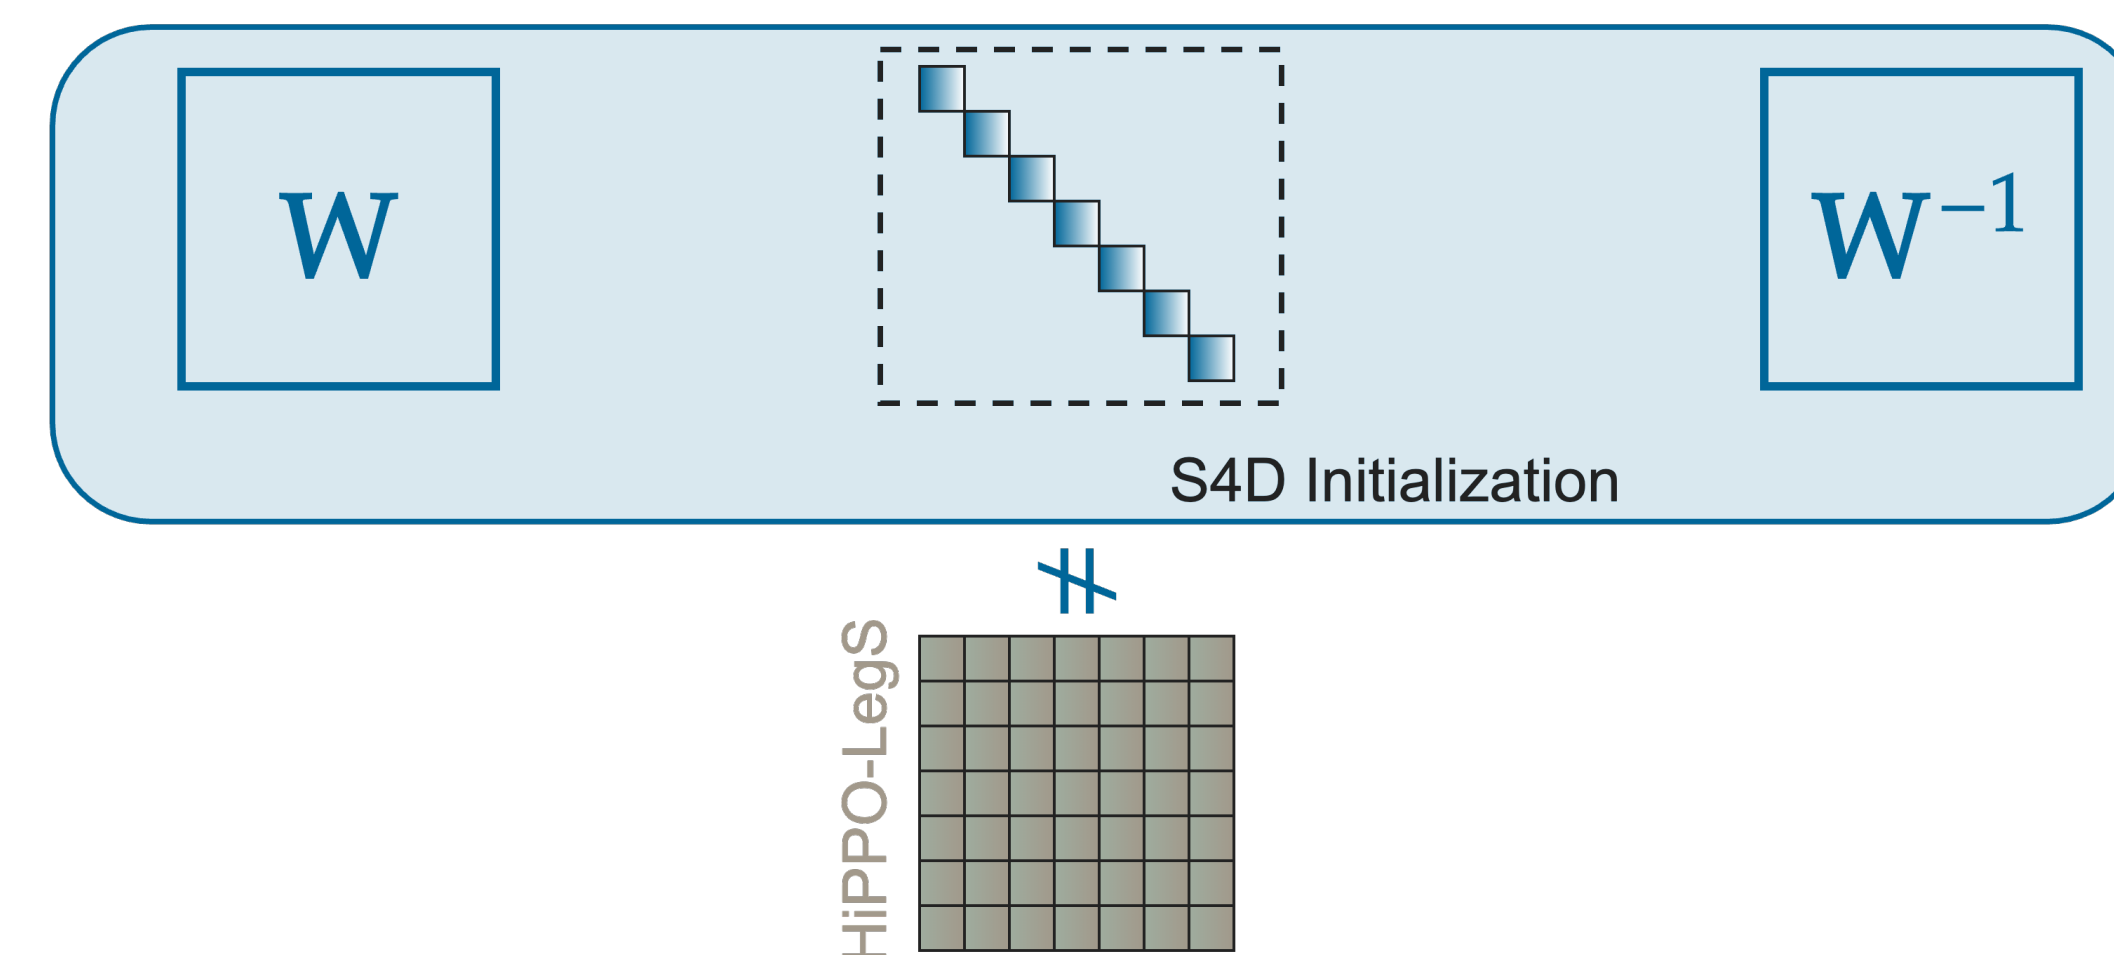 W
W⁻¹
S4D Initialization
≠
HiPPO-LegS